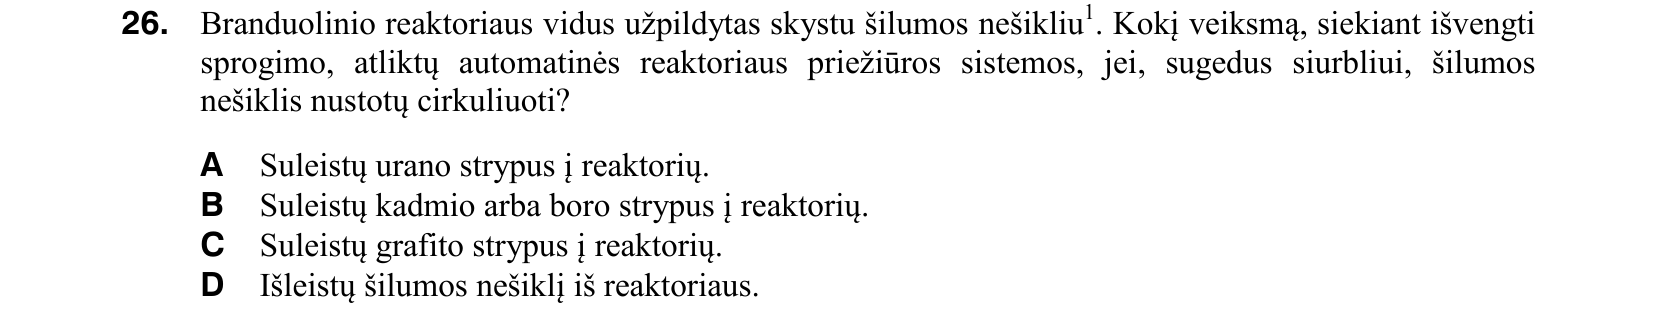 26. Branduolinio reaktoriaus vidus užpildytas skystu šilumos nešikliu¹. Kokį veiksmą, siekiant išvengti
sprogimo, atliktų automatinės reaktoriaus priežiūros sistemos, jei, sugedus siurbliui, šilumos
nešiklis nustotų cirkuliuoti?
A Suleistų urano strypus į reaktorių.
B Suleistų kadmio arba boro strypus į reaktorių.
C Suleistų grafito strypus į reaktorių.
D Išleistų šilumos nešiklį iš reaktoriaus.